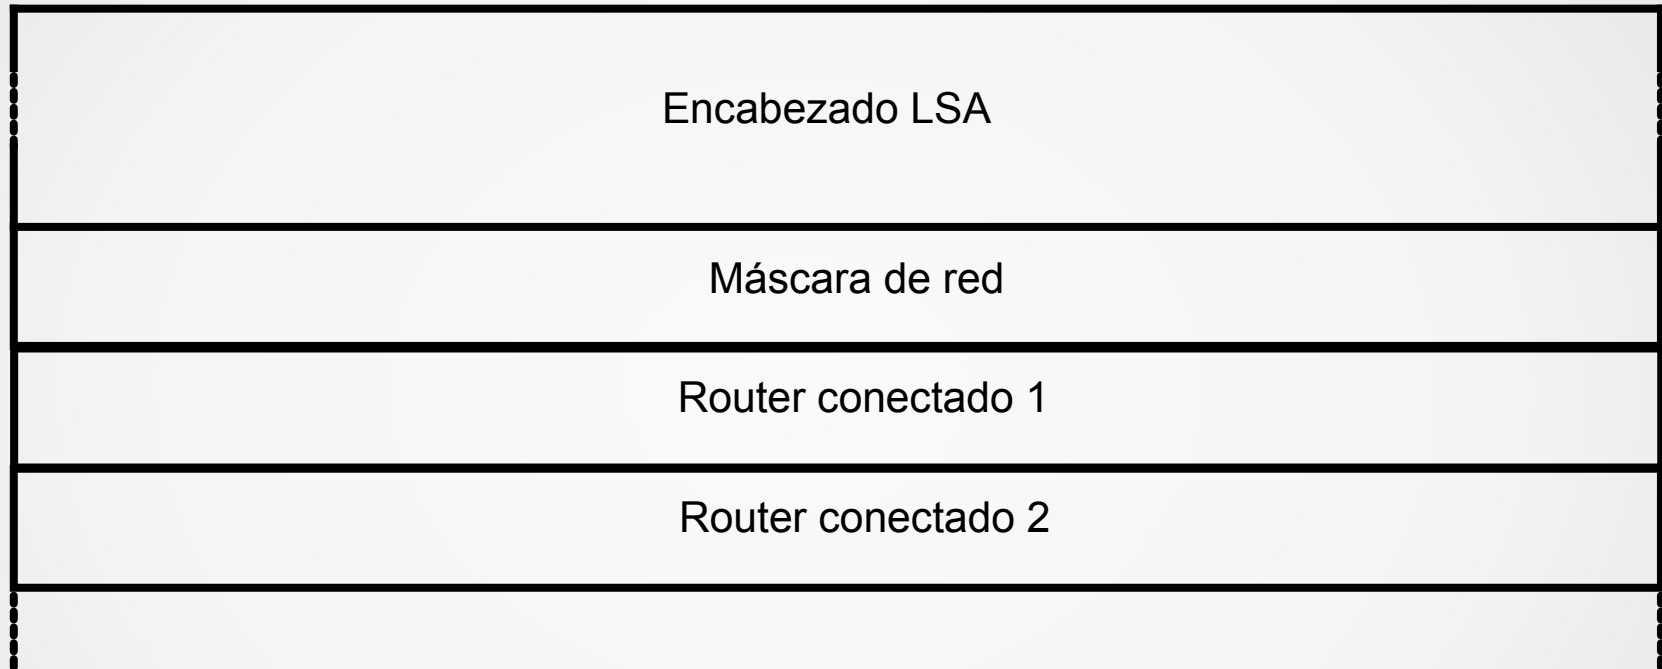 Encabezado LSA
Máscara de red
Router conectado 1
Router conectado 2